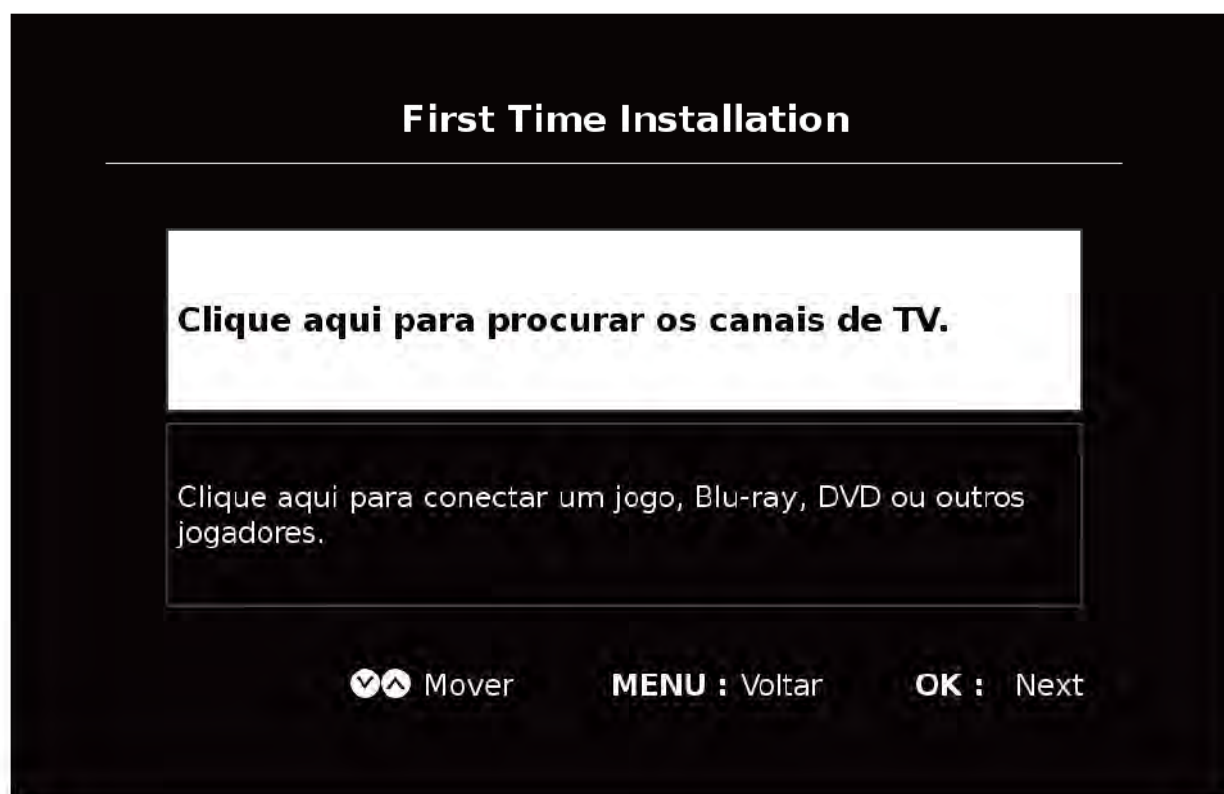 First Time Installation
Clique aqui para procurar os canais de TV.
Clique aqui para conectar um jogo, Blu-ray, DVD ou outros
jogadores.
Mover MENU : Voltar OK : Next